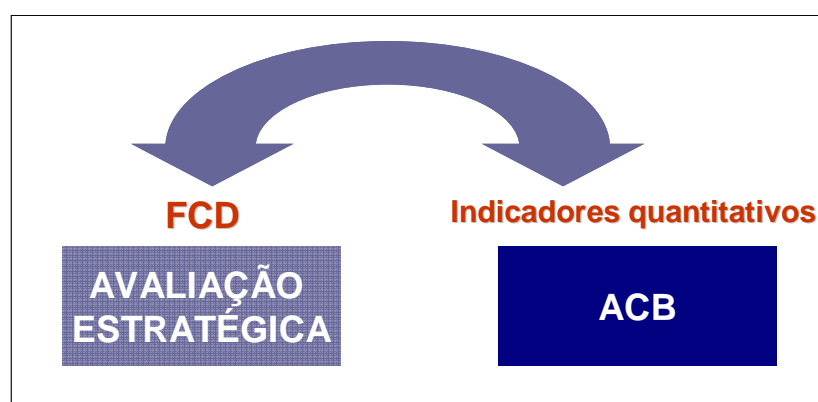 FCD
Indicadores quantitativos
AVALIAÇÃO
ESTRATÉGICA
ACB